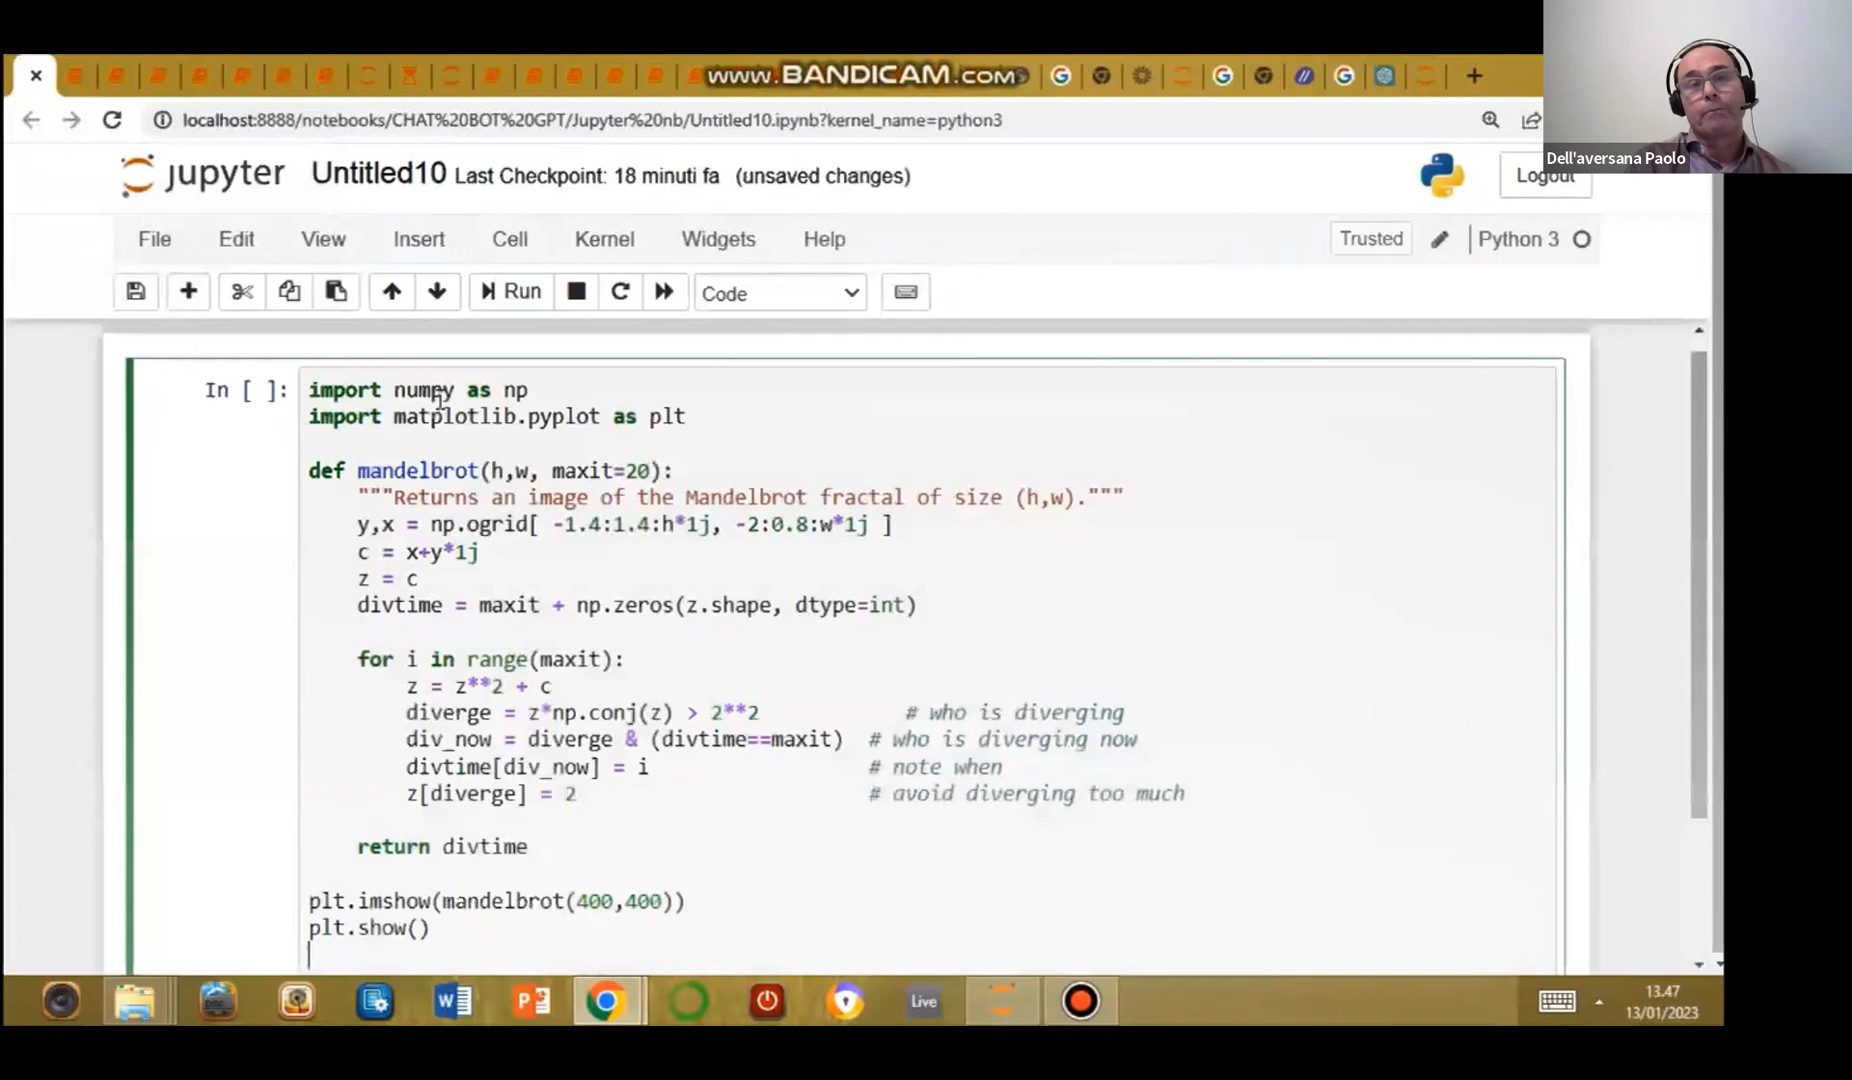 www.BANDICAM.com
localhost:8888/notebooks/CHAT%20BOT%20GPT/Jupyter%20nb/Untitled10.ipynb?kernel_name=python3
Dell'aversana Paolo
jupyter Untitled10 Last Checkpoint: 18 minuti fa (unsaved changes)
Logout
File Edit View Insert Cell Kernel Widgets Help Trusted Python 3
Run Code
In [ ]:
import numpy as np
import matplotlib.pyplot as plt
def mandelbrot(h,w, maxit=20):
"""Returns an image of the Mandelbrot fractal of size (h,w)."""
y,x = np.ogrid[ -1.4:1.4:h*1j, -2:0.8:w*1j ]
c = x+y*1j
z = c
divtime = maxit + np.zeros(z.shape, dtype=int)
for i in range(maxit):
z = z**2 + c
diverge = z*np.conj(z) > 2**2 # who is diverging
div_now = diverge & (divtime==maxit) # who is diverging now
divtime[div_now] = i # note when
z[diverge] = 2 # avoid diverging too much
return divtime
plt.imshow(mandelbrot(400,400))
plt.show()
Live
13.47
13/01/2023